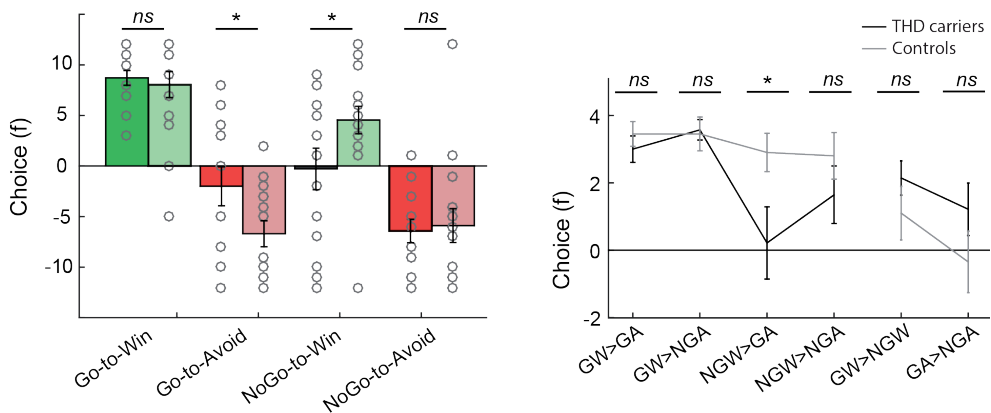 ns
*
*
ns
10
5
0
-5
-10
Choice (f)
Go-to-Win
Go-to-Avoid
NoGo-to-Win
NoGo-to-Avoid
THD carriers
Controls
ns
ns
*
ns
ns
ns
4
2
0
-2
Choice (f)
GW>GA
GW>NGA
NGW>GA
NGW>NGA
GW>NGW
GA>NGA